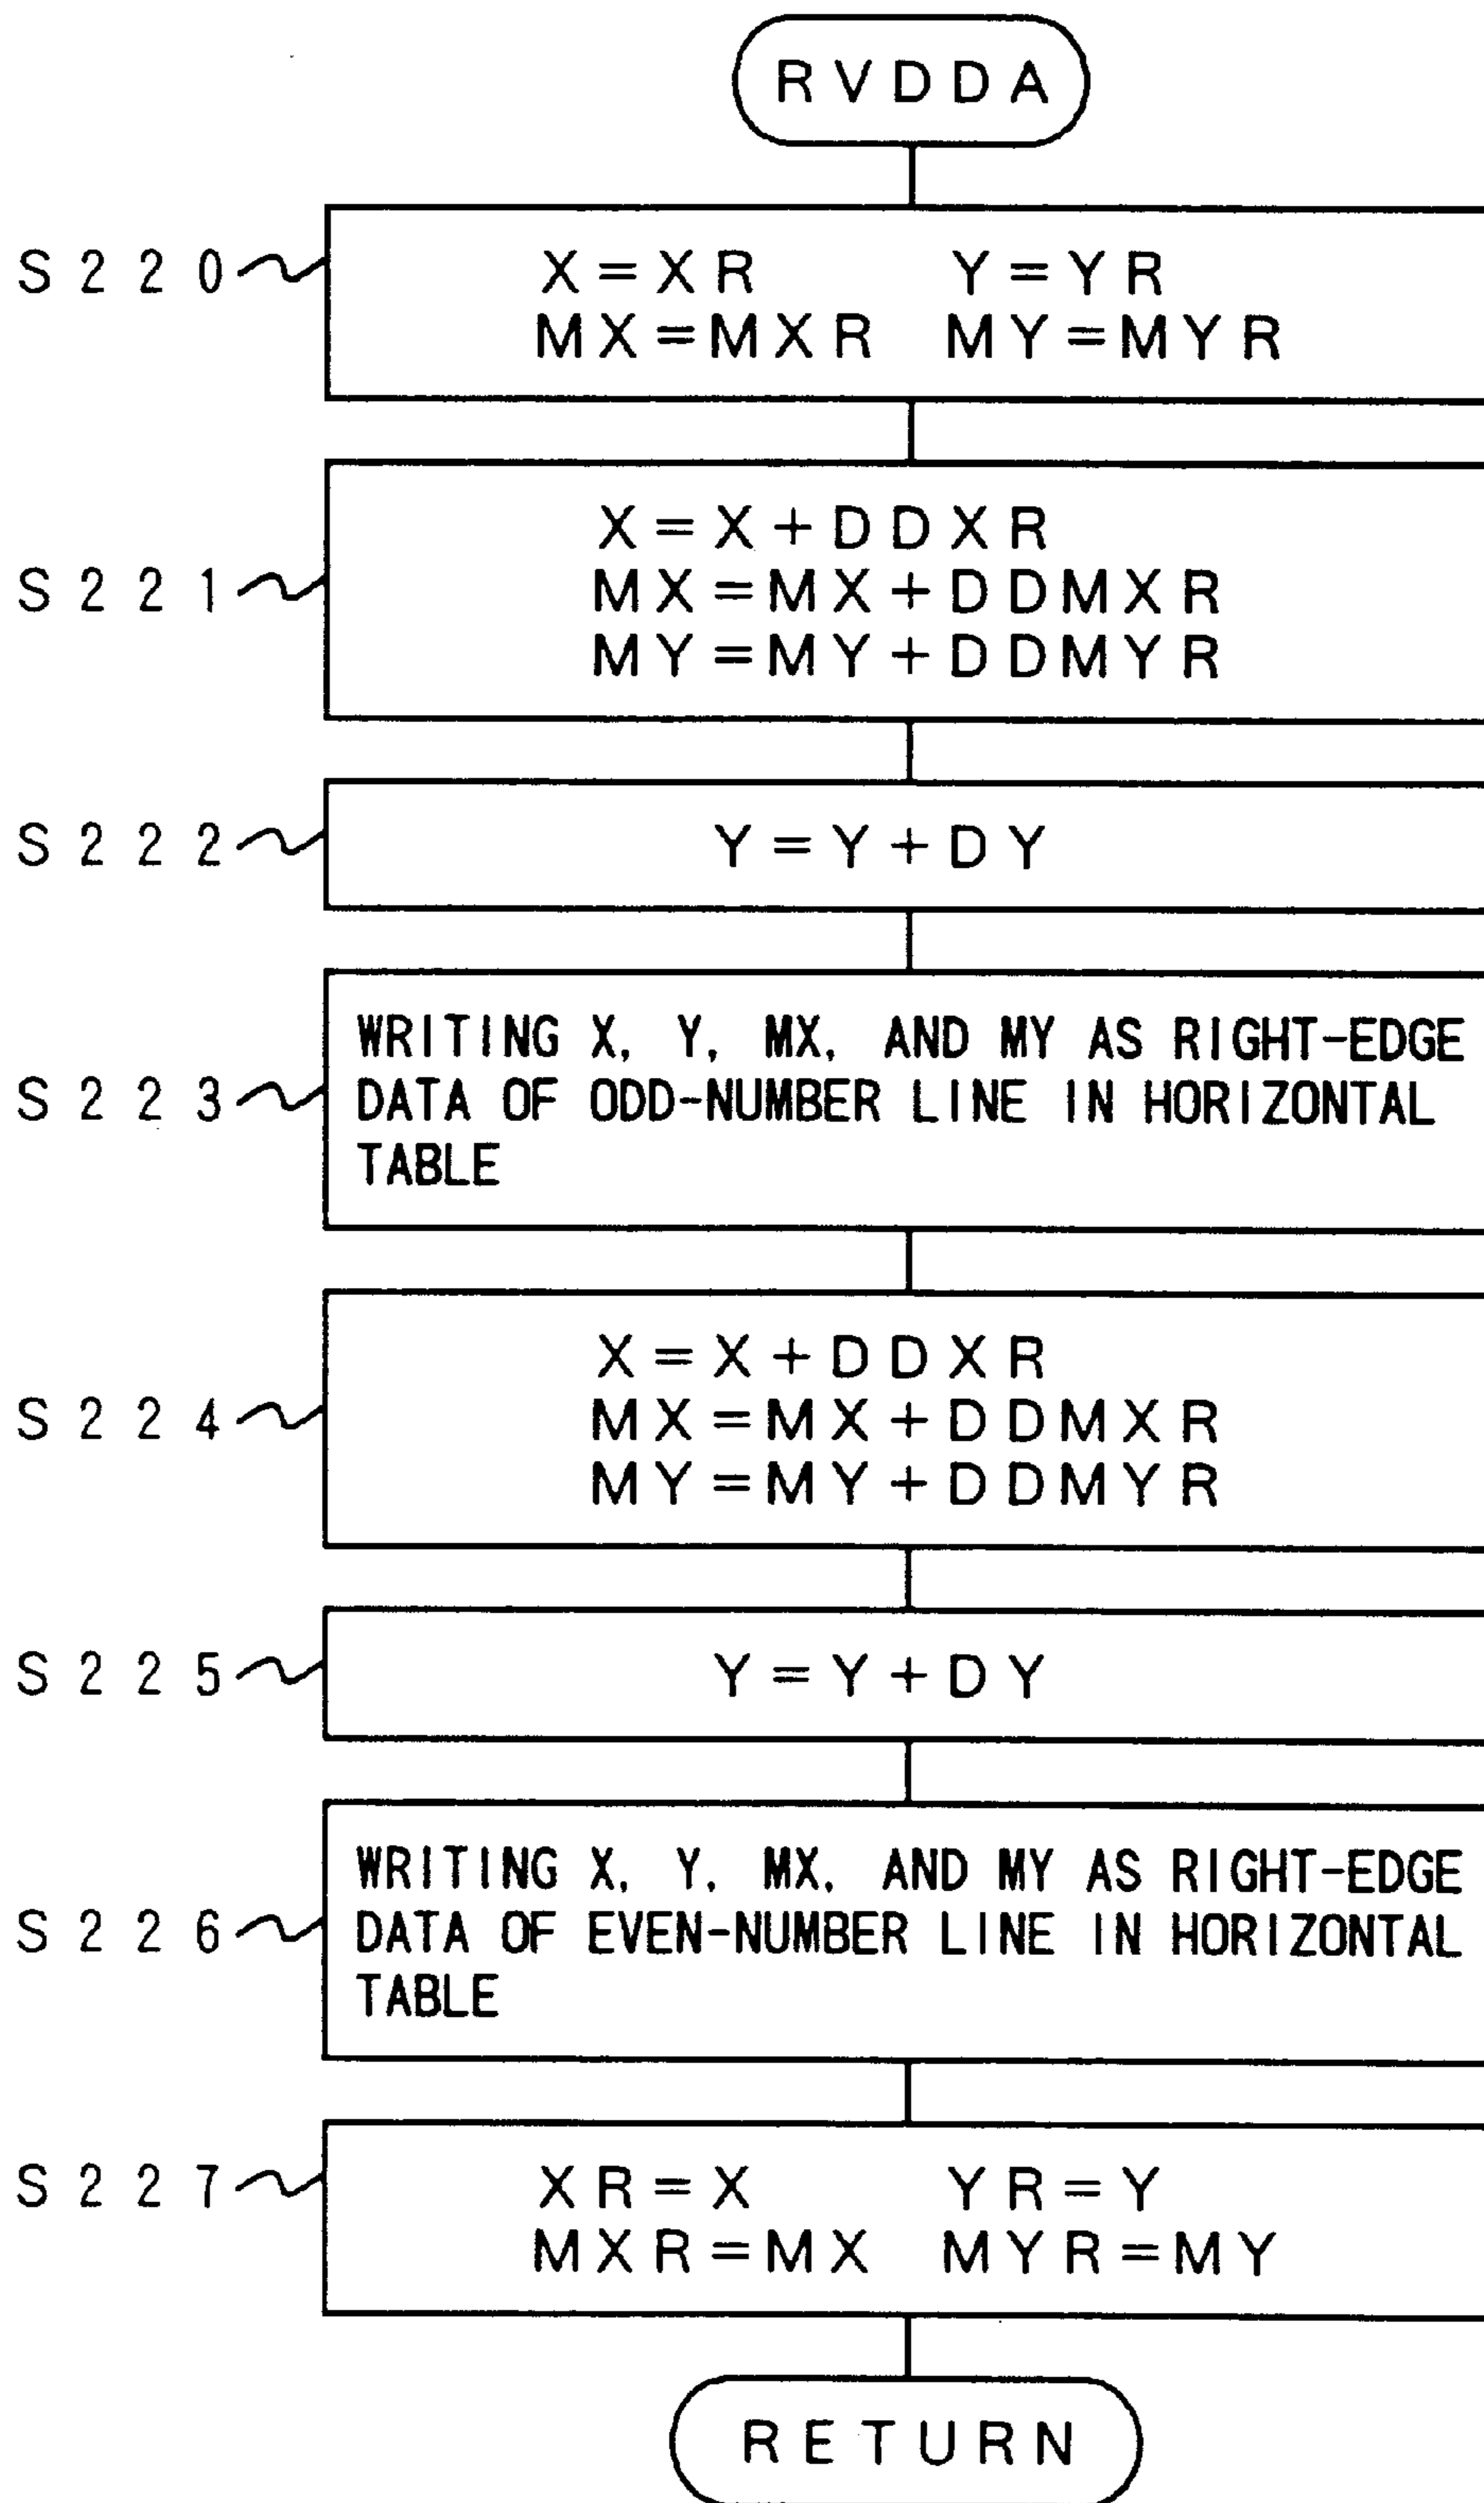 RVDDA
S220
X=XR Y=YR
MX=MXR MY=MYR
S221
X=X+DDXR
MX=MX+DDMXR
MY=MY+DDMYR
S222
Y=Y+DY
S223
WRITING X, Y, MX, AND MY AS RIGHT-EDGE
DATA OF ODD-NUMBER LINE IN HORIZONTAL
TABLE
S224
X=X+DDXR
MX=MX+DDMXR
MY=MY+DDMYR
S225
Y=Y+DY
S226
WRITING X, Y, MX, AND MY AS RIGHT-EDGE
DATA OF EVEN-NUMBER LINE IN HORIZONTAL
TABLE
S227
XR=X YR=Y
MXR=MX MYR=MY
RETURN